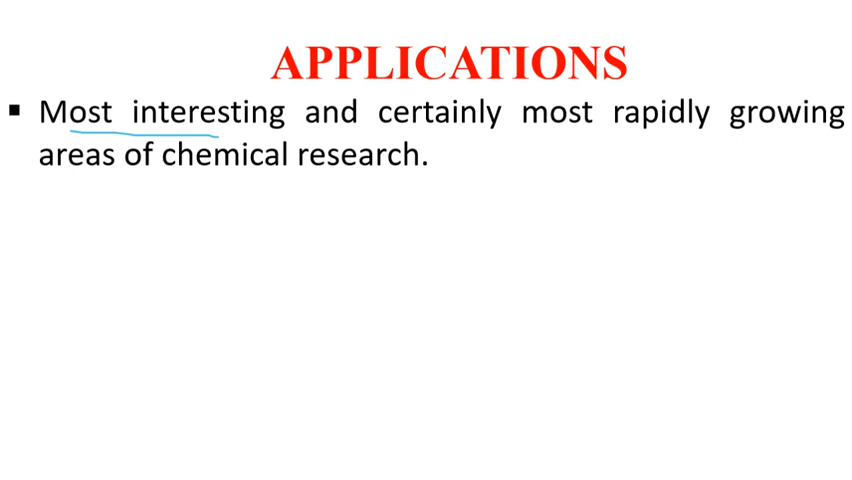 APPLICATIONS
▪ Most interesting and certainly most rapidly growing
areas of chemical research.